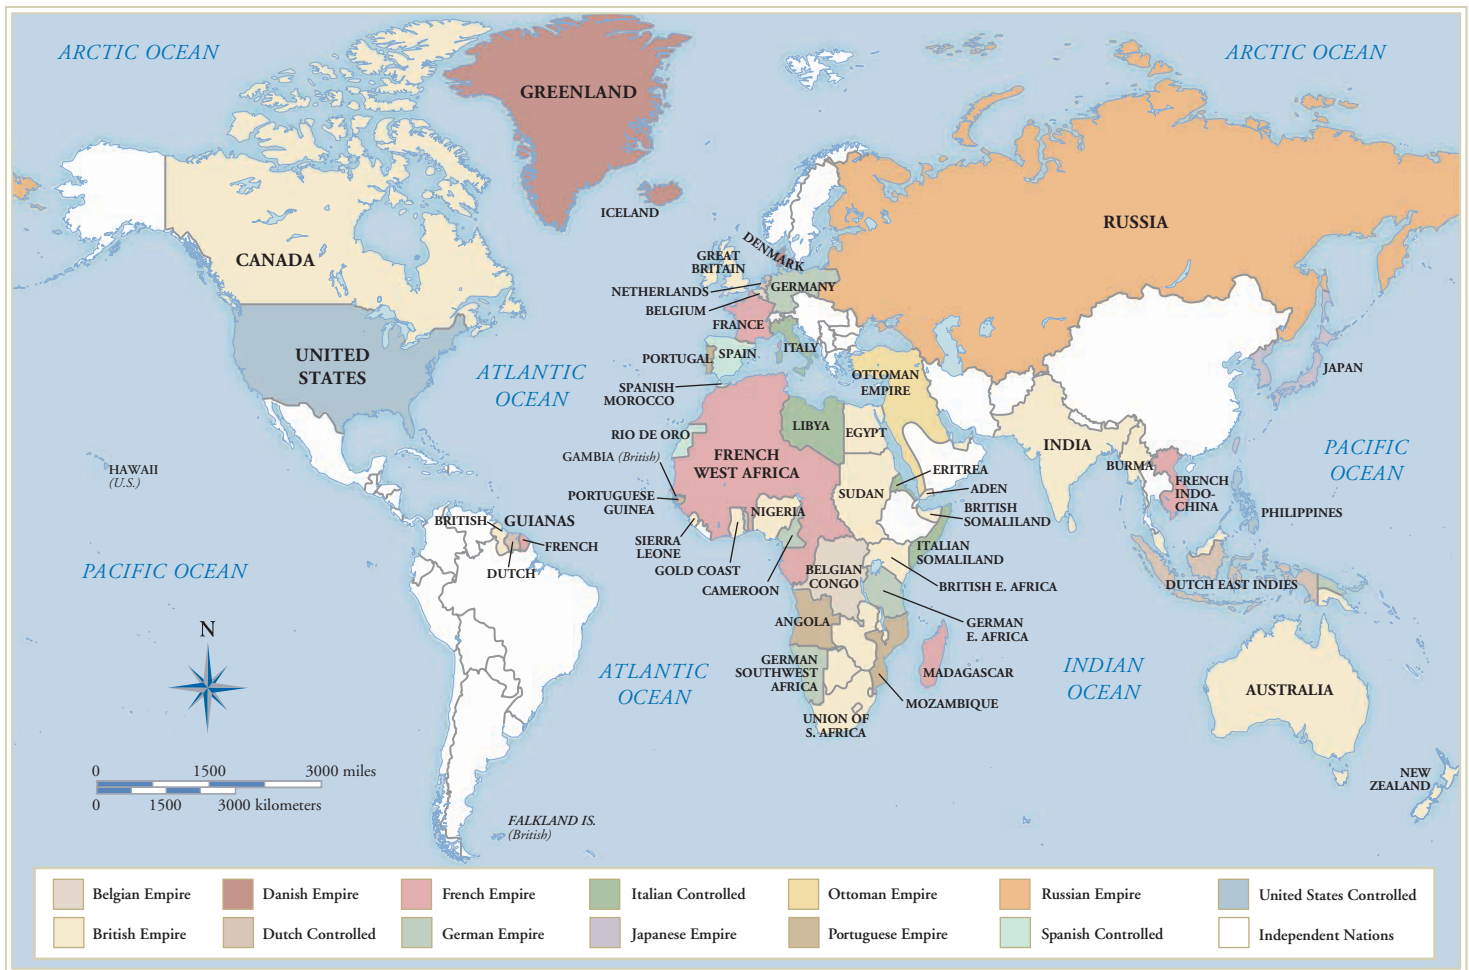 ARCTIC OCEAN
ARCTIC OCEAN
GREENLAND
ICELAND
RUSSIA
CANADA
GREAT
BRITAIN
DENMARK
NETHERLANDS
GERMANY
BELGIUM
FRANCE
UNITED
STATES
ATLANTIC
OCEAN
PORTUGAL
SPAIN
ITALY
OTTOMAN
EMPIRE
JAPAN
SPANISH
MOROCCO
RIO DE ORO
LIBYA
EGYPT
INDIA
PACIFIC
OCEAN
GAMBIA (British)
FRENCH
WEST AFRICA
HAWAII
(U.S.)
ERITREA
BURMA
ADEN
FRENCH
INDO-
CHINA
PORTUGUESE
GUINEA
SUDAN
BRITISH
SOMALILAND
PHILIPPINES
NIGERIA
BRITISH
GUIANAS
FRENCH
DUTCH
SIERRA
LEONE
GOLD COAST
CAMEROON
ITALIAN
SOMALILAND
PACIFIC OCEAN
BELGIAN
CONGO
BRITISH E. AFRICA
DUTCH EAST INDIES
N
ANGOLA
GERMAN
E. AFRICA
ATLANTIC
OCEAN
GERMAN
SOUTHWEST
AFRICA
MADAGASCAR
INDIAN
OCEAN
AUSTRALIA
MOZAMBIQUE
UNION OF
S. AFRICA
0 1500 3000 miles
0 1500 3000 kilometers
NEW
ZEALAND
FALKLAND IS.
(British)
Belgian Empire
Danish Empire
French Empire
Italian Controlled
Ottoman Empire
Russian Empire
United States Controlled
British Empire
Dutch Controlled
German Empire
Japanese Empire
Portuguese Empire
Spanish Controlled
Independent Nations